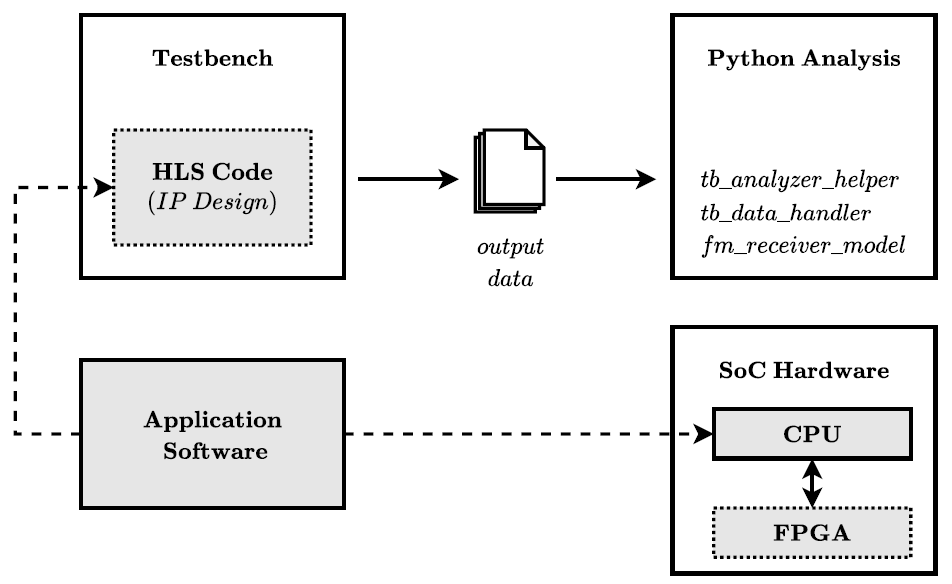 Testbench
HLS Code
(IP Design)
output
data
Python Analysis
tb_analyzer_helper
tb_data_handler
fm_receiver_model
Application
Software
SoC Hardware
CPU
FPGA